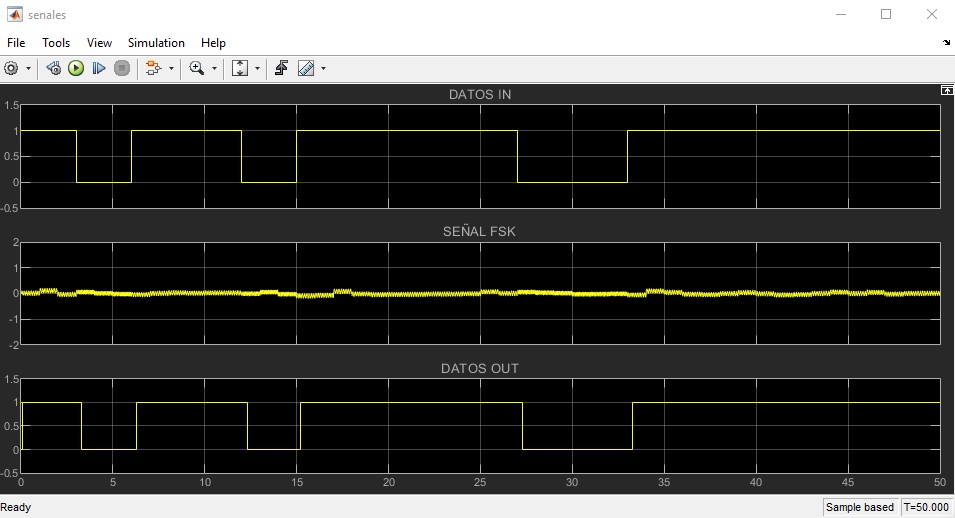 senales
File Tools View Simulation Help
DATOS IN
1.5
1
0.5
0
-0.5
SEÑAL FSK
2
1
0
-1
-2
DATOS OUT
1.5
1
0.5
0
-0.5
0 5 10 15 20 25 30 35 40 45 50
Ready Sample based T=50.000